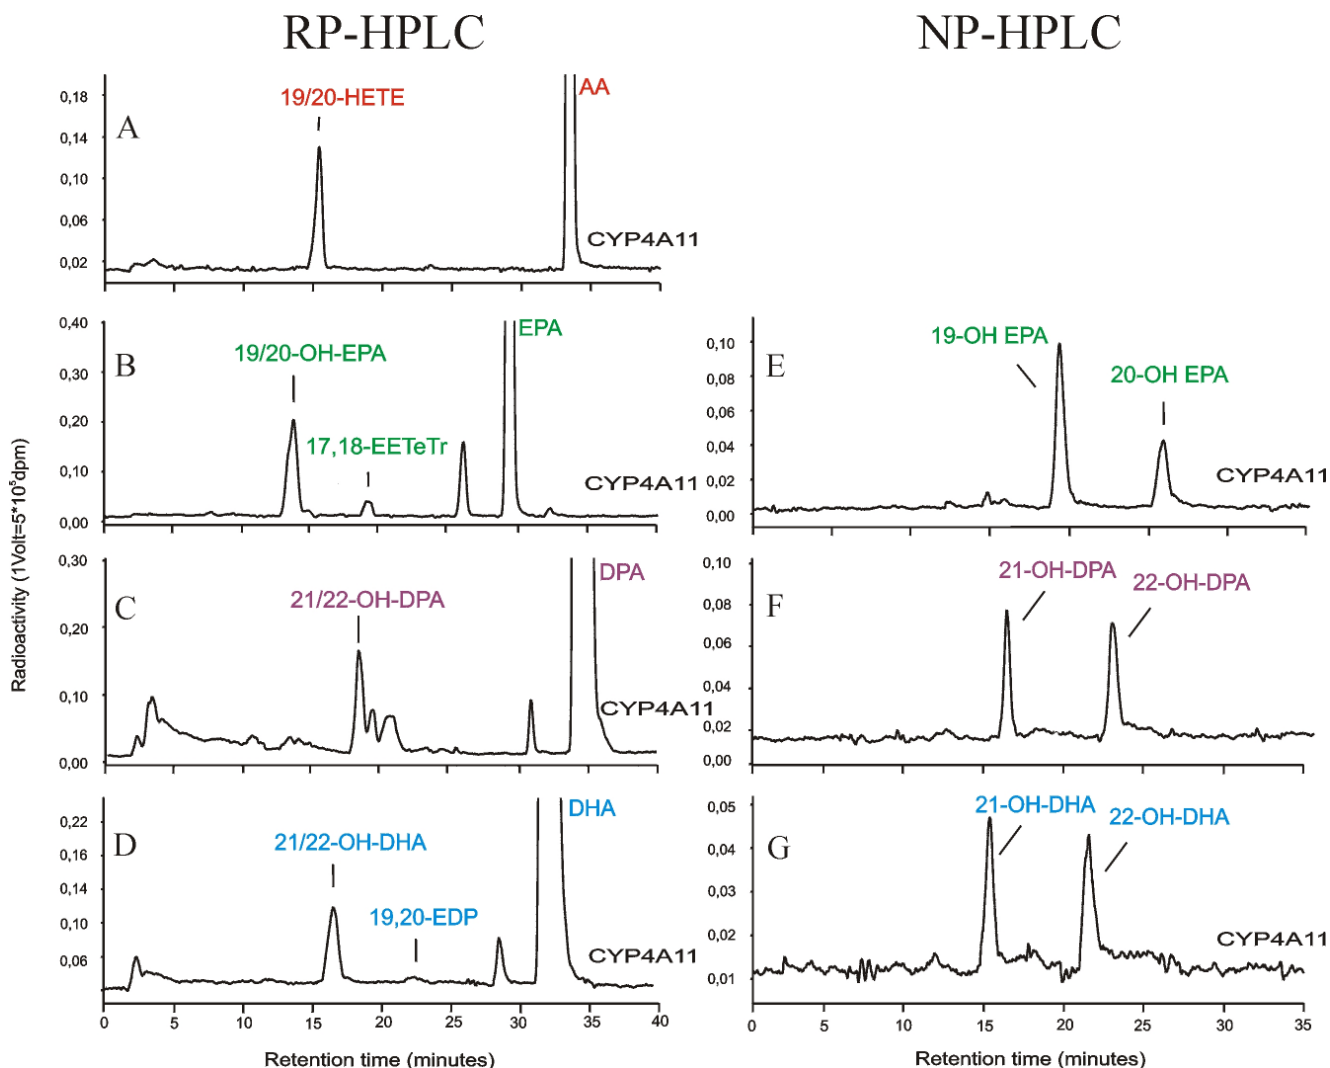 RP-HPLC
NP-HPLC
A
19/20-HETE
AA
CYP4A11
0,18
0,14
0,10
0,06
0,02
B
19/20-OH-EPA
17,18-EETeTr
EPA
CYP4A11
0,40
0,30
0,20
0,10
0,00
E
19-OH EPA
20-OH EPA
CYP4A11
0,10
0,08
0,06
0,04
0,02
0,00
Radioactivity (1Volt=5*10⁵dpm)
C
21/22-OH-DPA
DPA
CYP4A11
0,30
0,20
0,10
0,00
F
21-OH-DPA
22-OH-DPA
0,10
0,08
0,06
0,04
0,02
0,00
D
21/22-OH-DHA
19,20-EDP
DHA
CYP4A11
0,22
0,16
0,14
0,10
0,06
0 5 10 15 20 25 30 35 40
Retention time (minutes)
G
21-OH-DHA
22-OH-DHA
CYP4A11
0,05
0,04
0,03
0,02
0,01
0 5 10 15 20 25 30 35
Retention time (minutes)